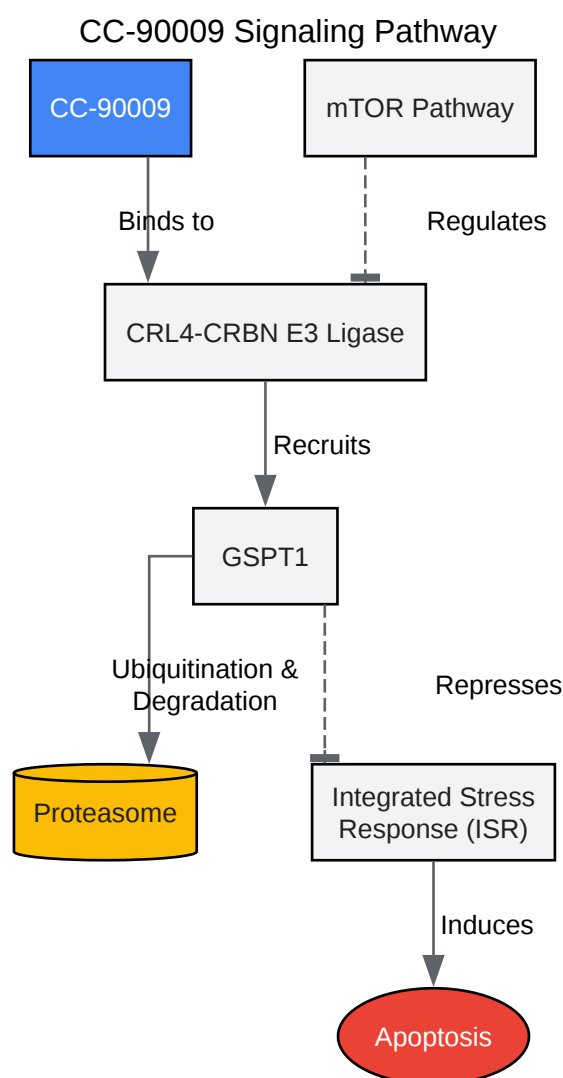 CC-90009 Signaling Pathway
CC-90009
mTOR Pathway
Binds to
Regulates
CRL4-CRBN E3 Ligase
Recruits
GSPT1
Ubiquitination &
Degradation
Represses
Proteasome
Integrated Stress
Response (ISR)
Induces
Apoptosis